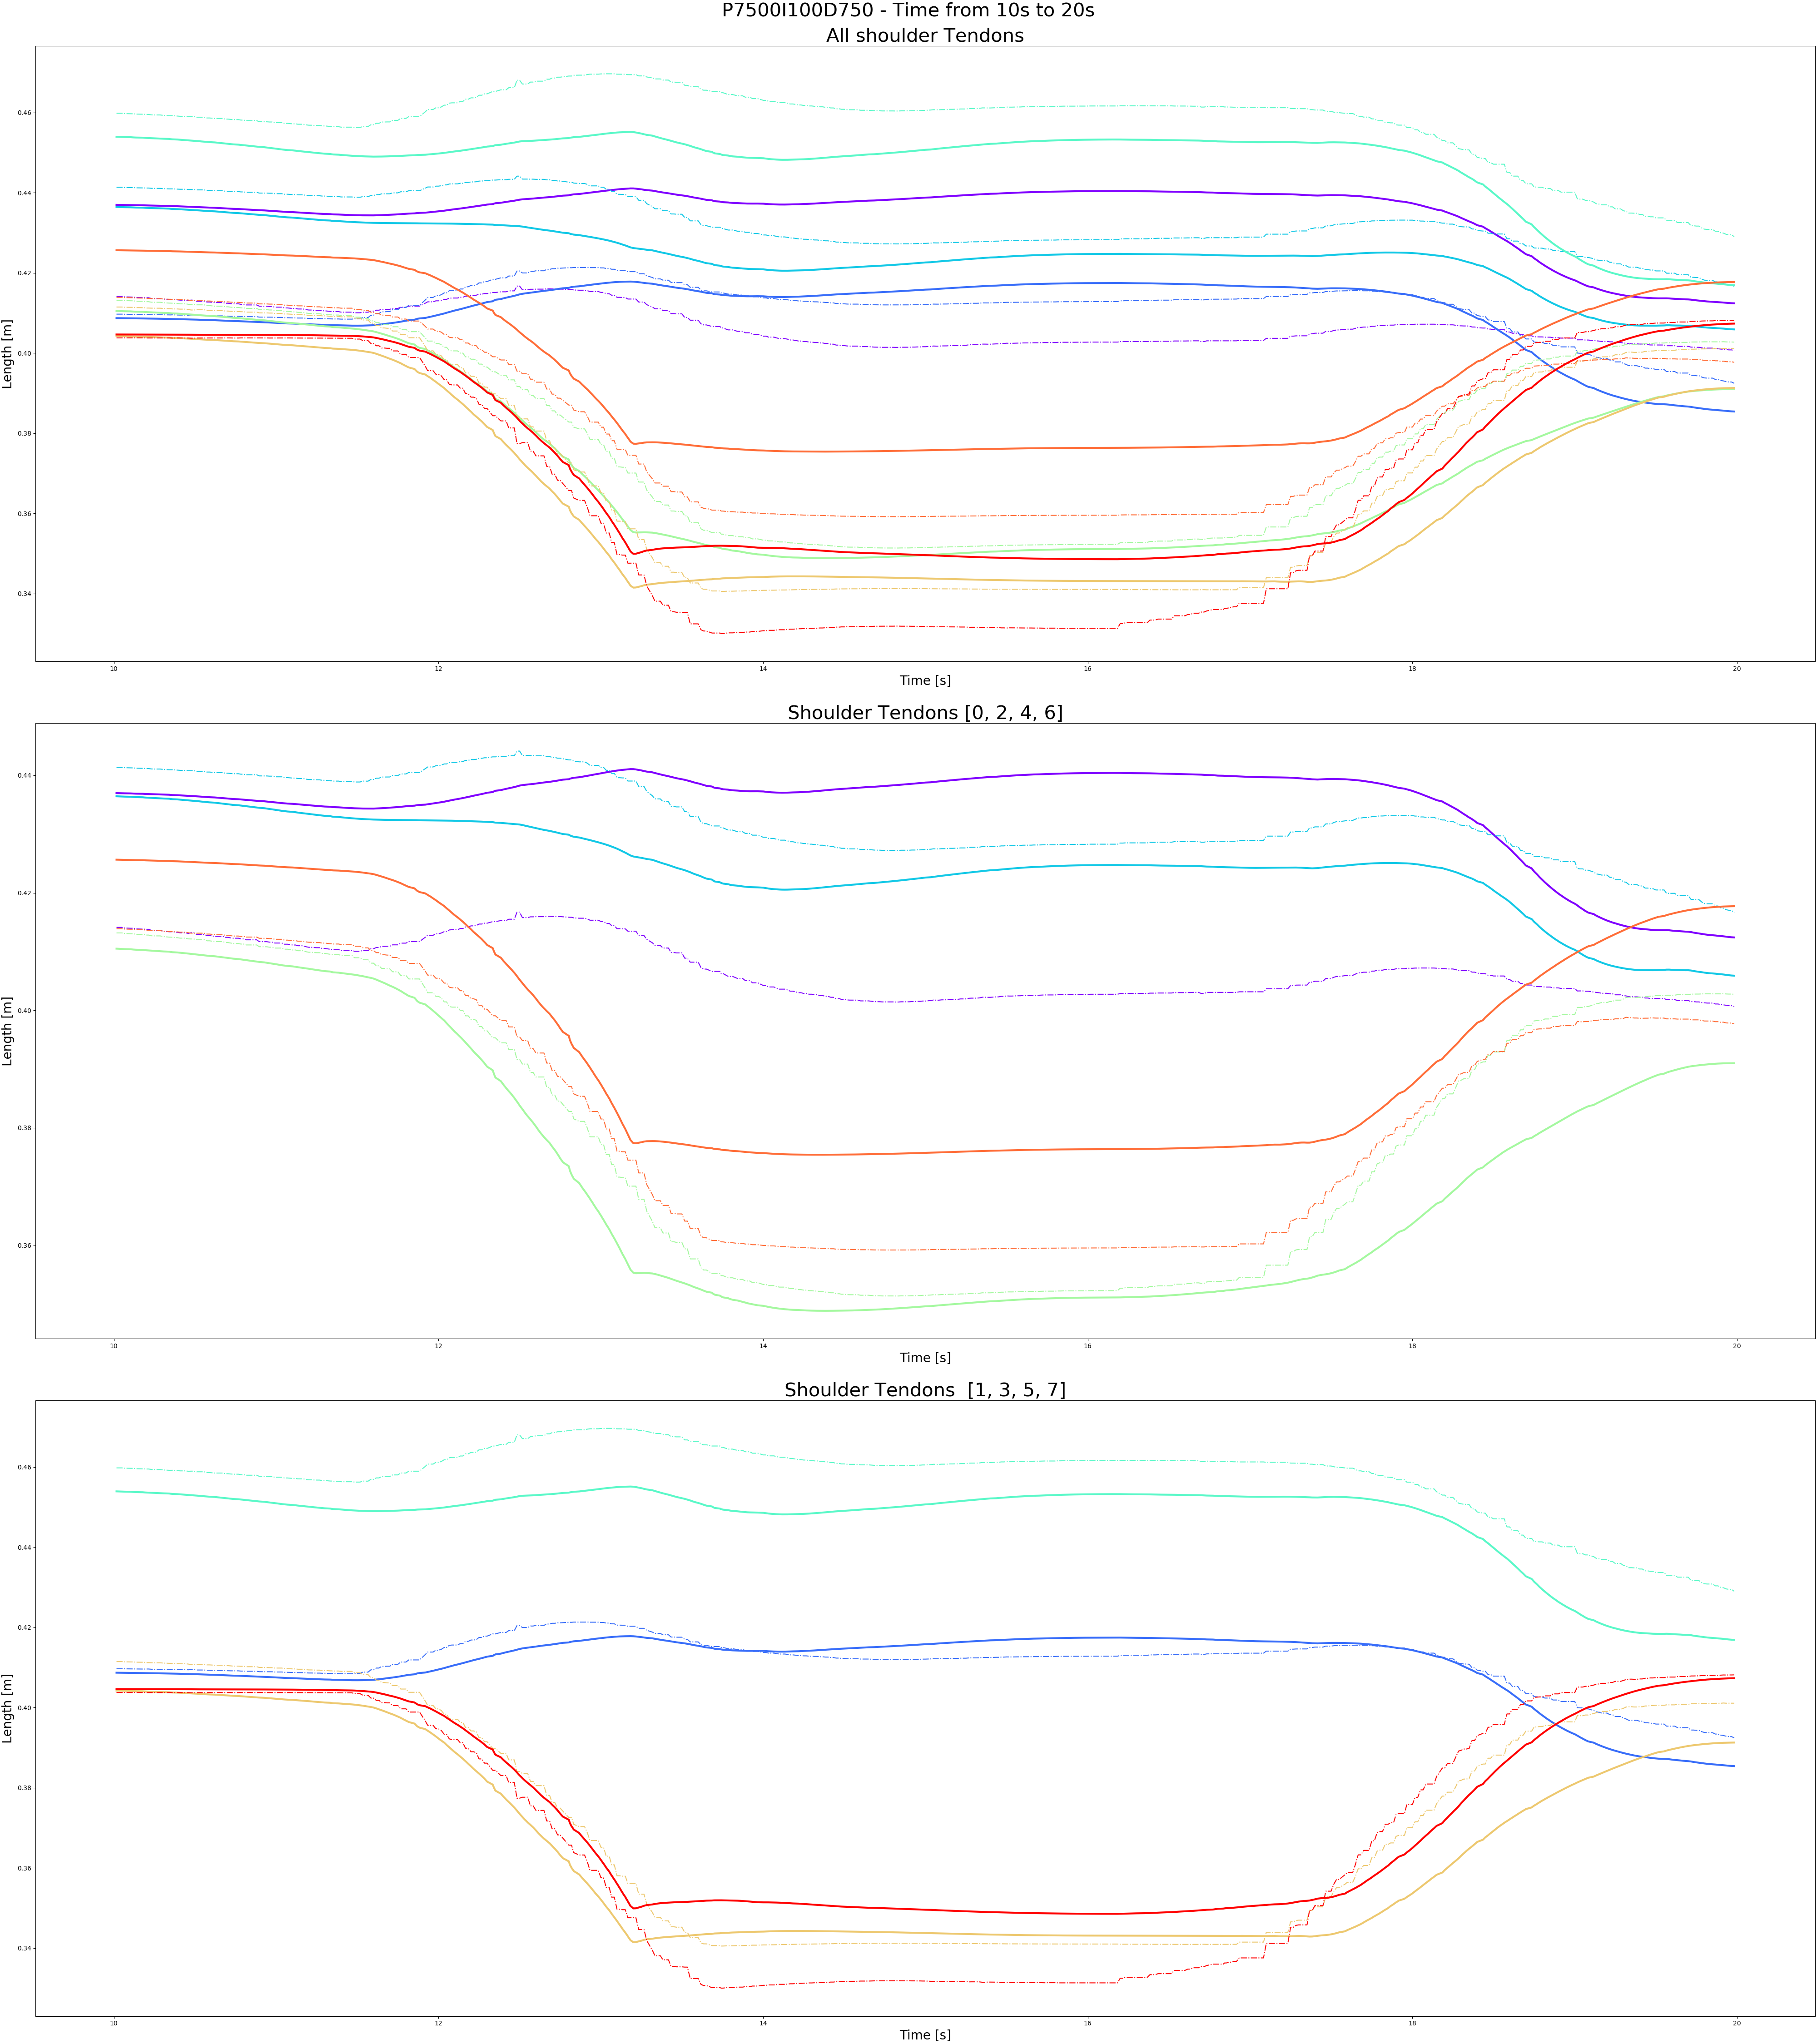 P7500I100D750 - Time from 10s to 20s
All shoulder Tendons
Length [m]
0.46
0.44
0.42
0.40
0.38
0.36
0.34
10 12 14 16 18 20
Time [s]
Shoulder Tendons [0, 2, 4, 6]
Length [m]
0.44
0.42
0.40
0.38
0.36
10 12 14 16 18 20
Time [s]
Shoulder Tendons  [1, 3, 5, 7]
Length [m]
0.46
0.44
0.42
0.40
0.38
0.36
0.34
10 12 14 16 18 20
Time [s]